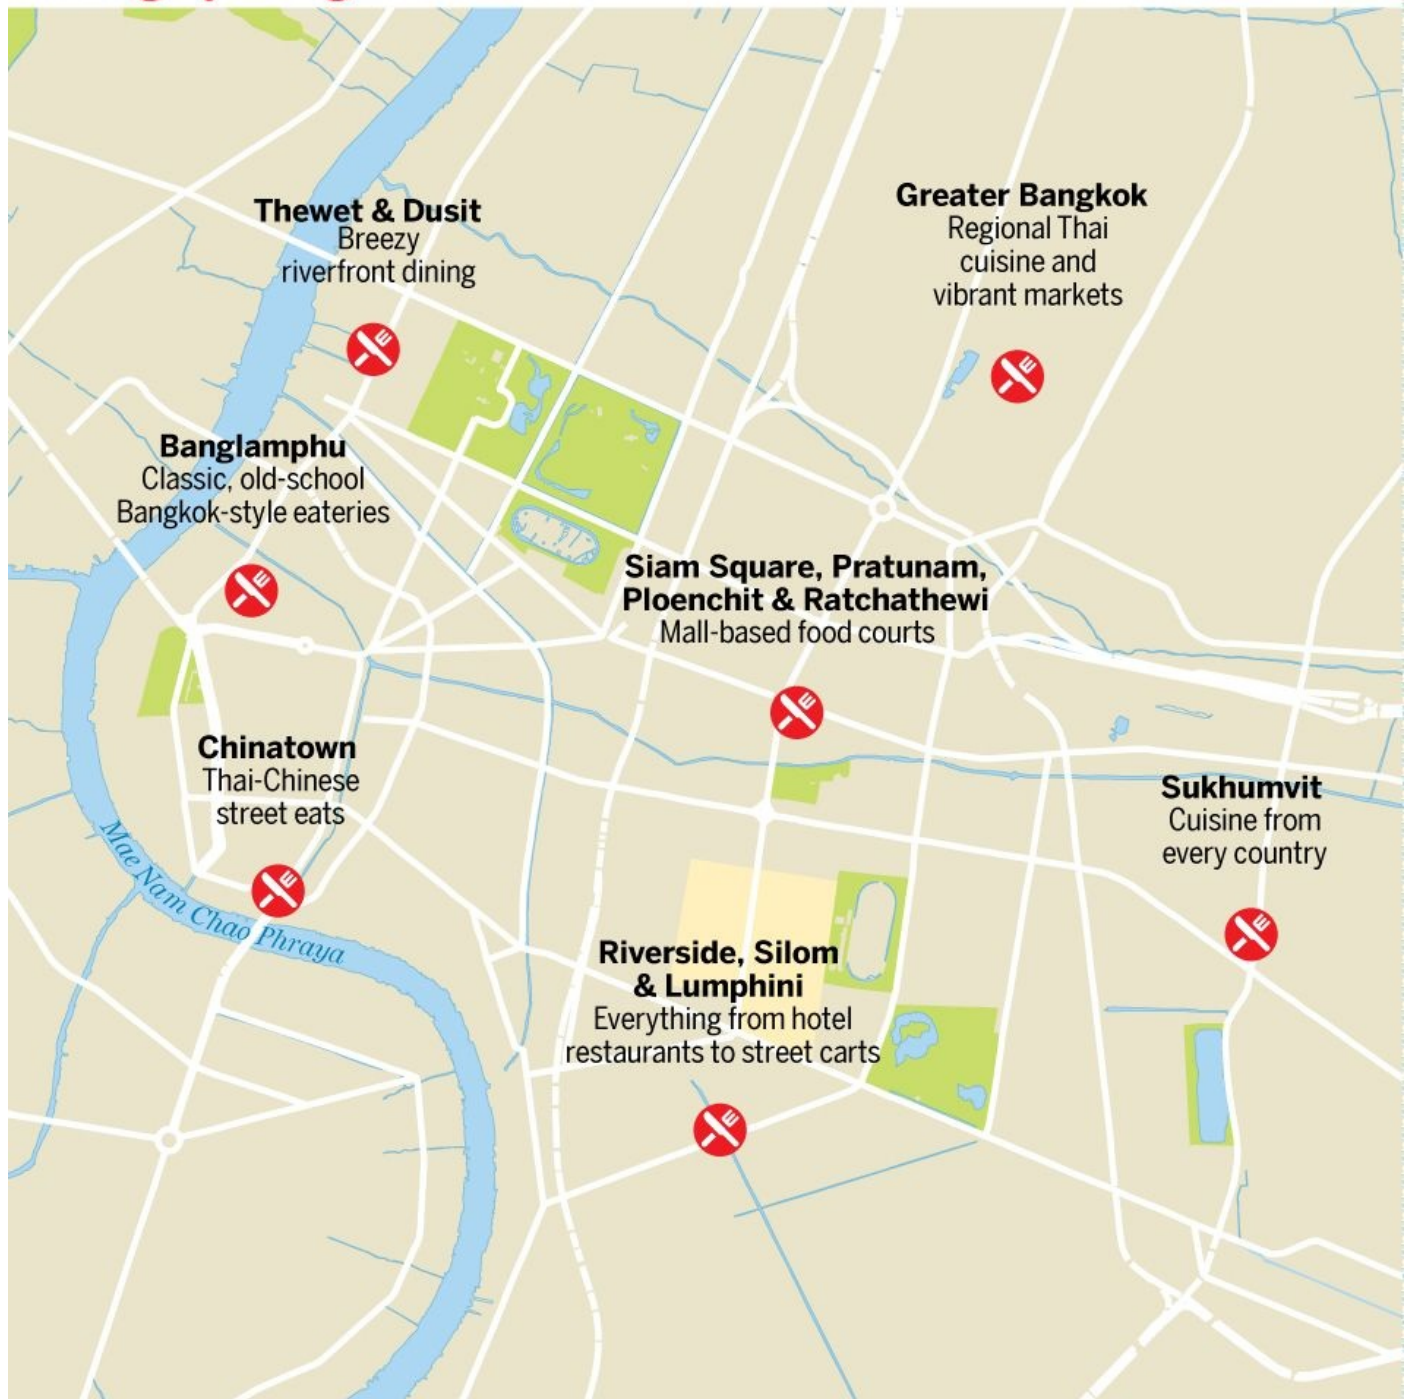 Thewet & Dusit
Breezy
riverfront dining
Greater Bangkok
Regional Thai
cuisine and
vibrant markets
Banglamphu
Classic, old-school
Bangkok-style eateries
Siam Square, Pratunam,
Ploenchit & Ratchathewi
Mall-based food courts
Chinatown
Thai-Chinese
street eats
Sukhumvit
Cuisine from
every country
Mae Nam Chao Phraya
Riverside, Silom
& Lumphini
Everything from hotel
restaurants to street carts